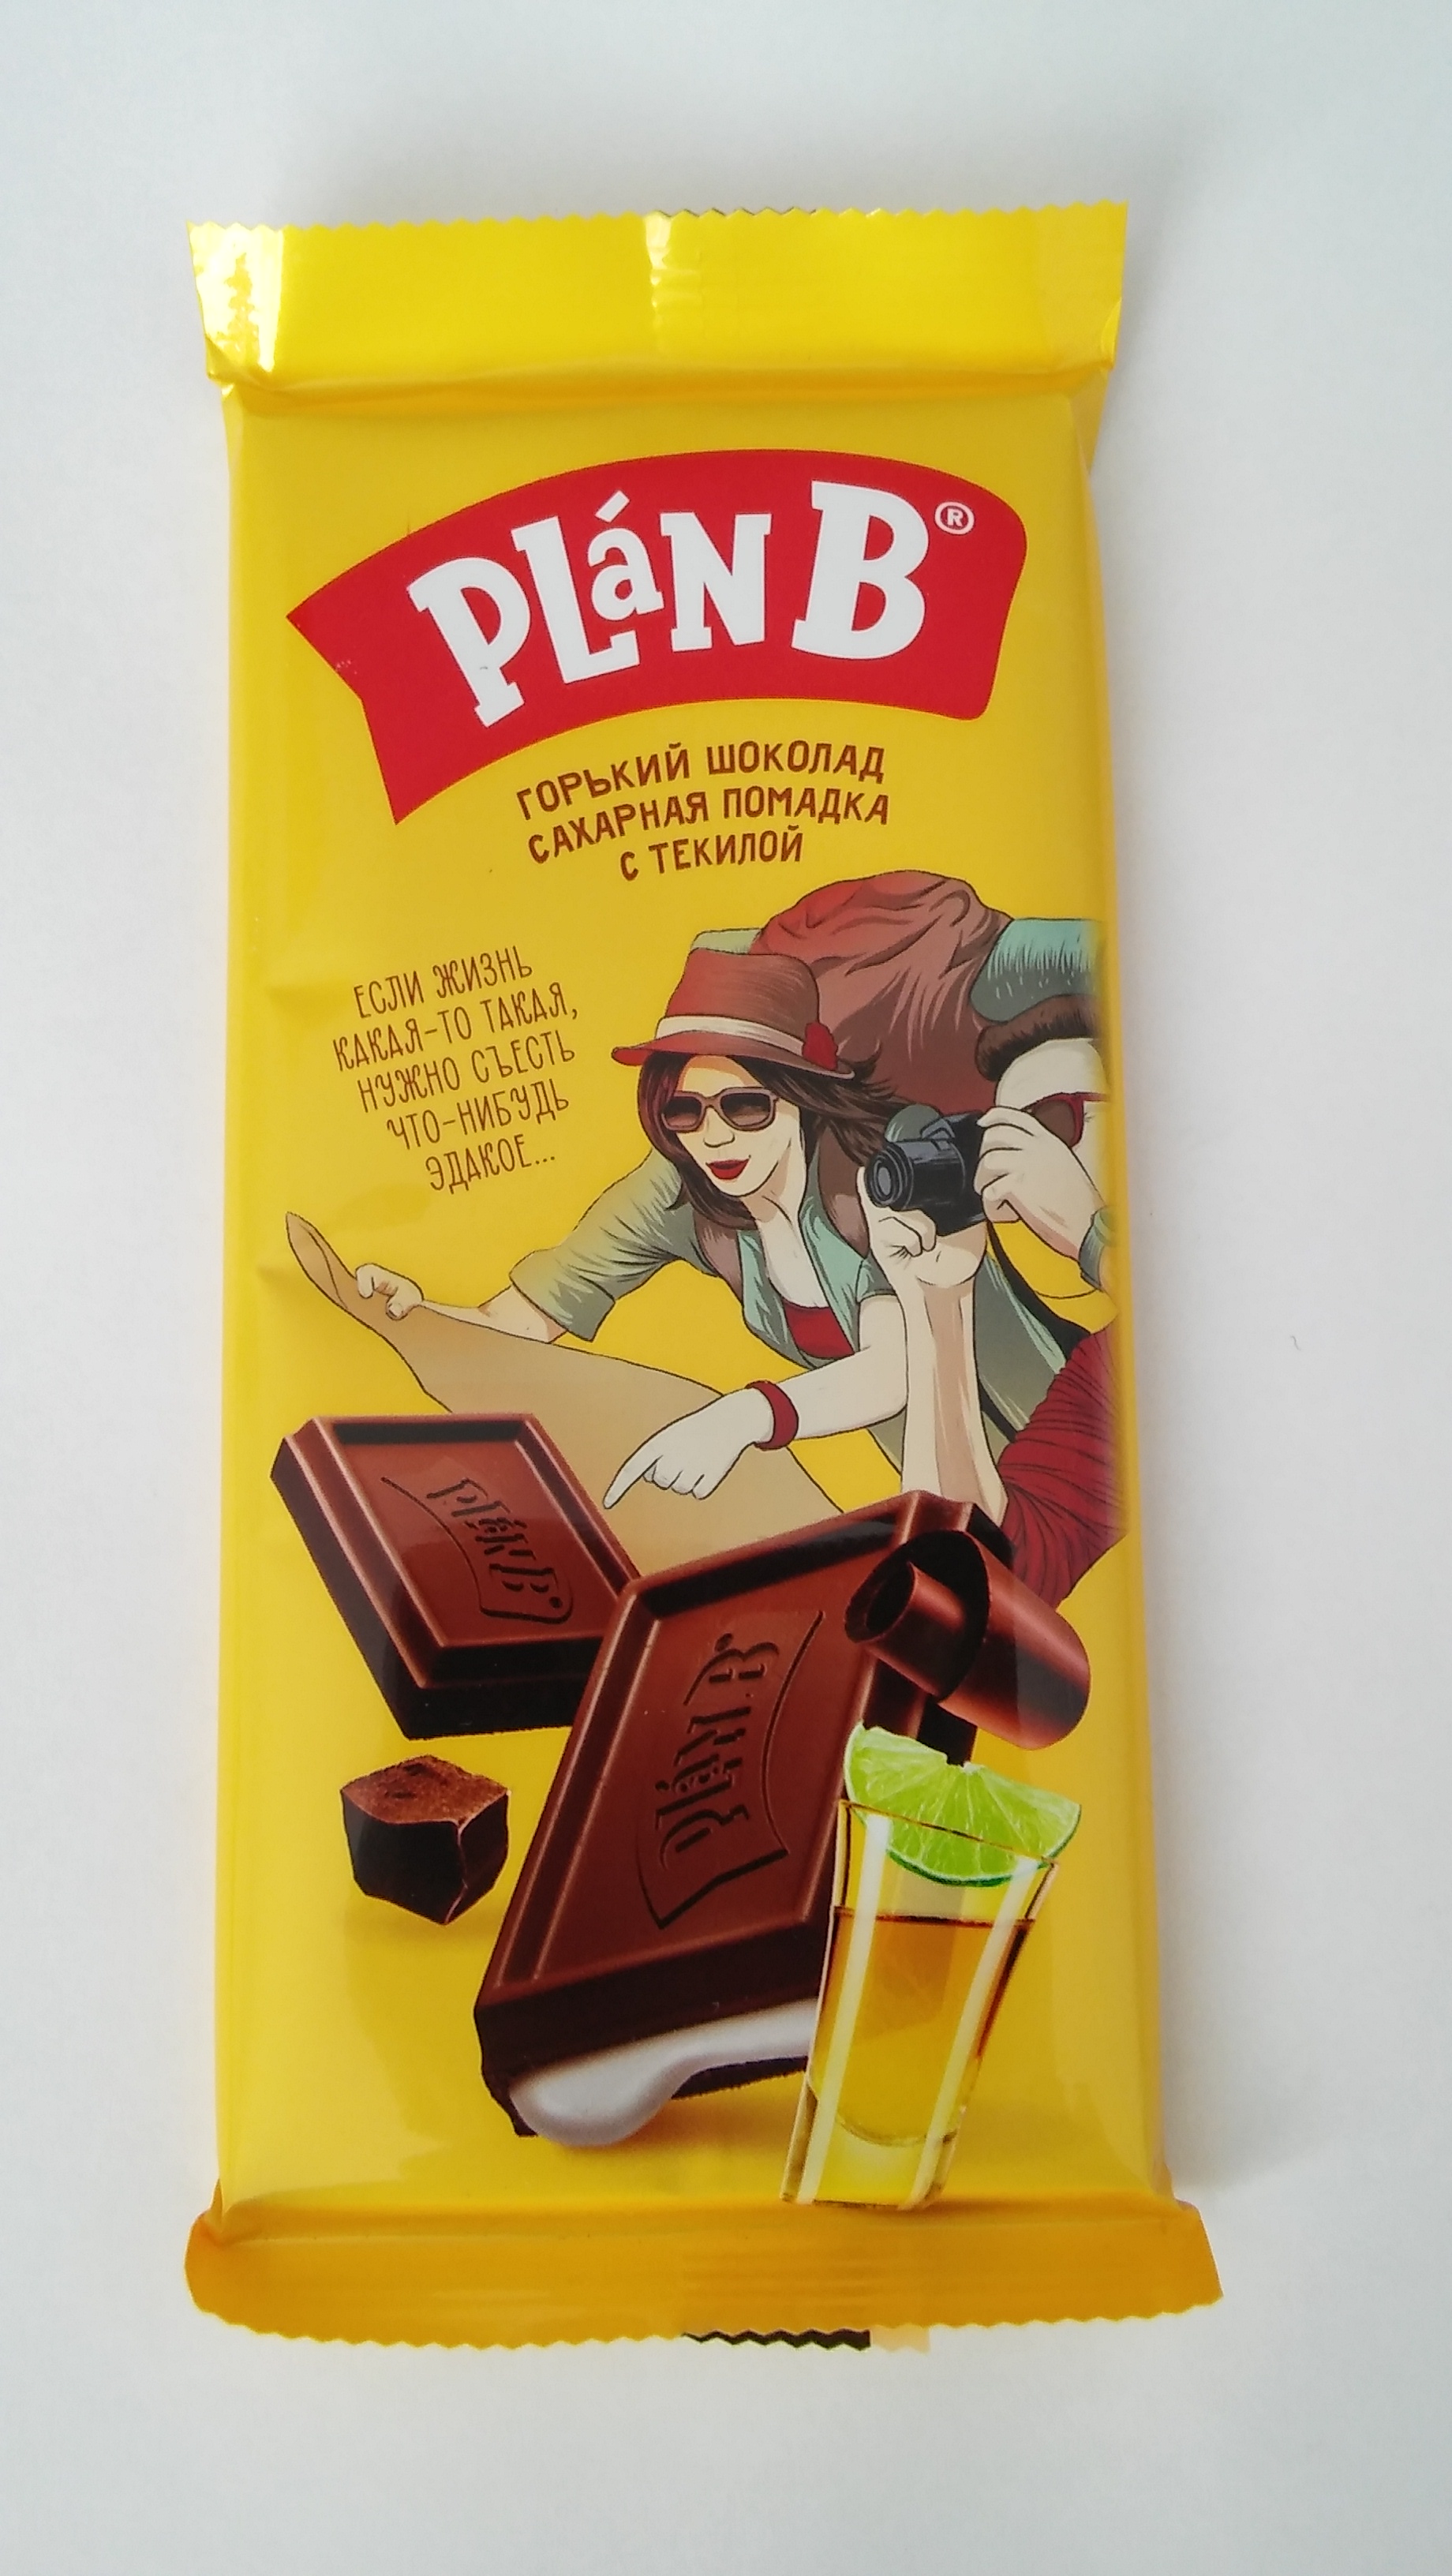 PLáN B®
ГОРЬКИЙ ШОКОЛАД
САХАРНАЯ ПОМАДКА
С ТЕКИЛОЙ
ЕСЛИ ЖИЗНЬ
КАКАЯ-ТО ТАКАЯ,
НУЖНО СЪЕСТЬ
ЧТО-НИБУДЬ
ЭДАКОЕ...
PLáN B
PLáN B